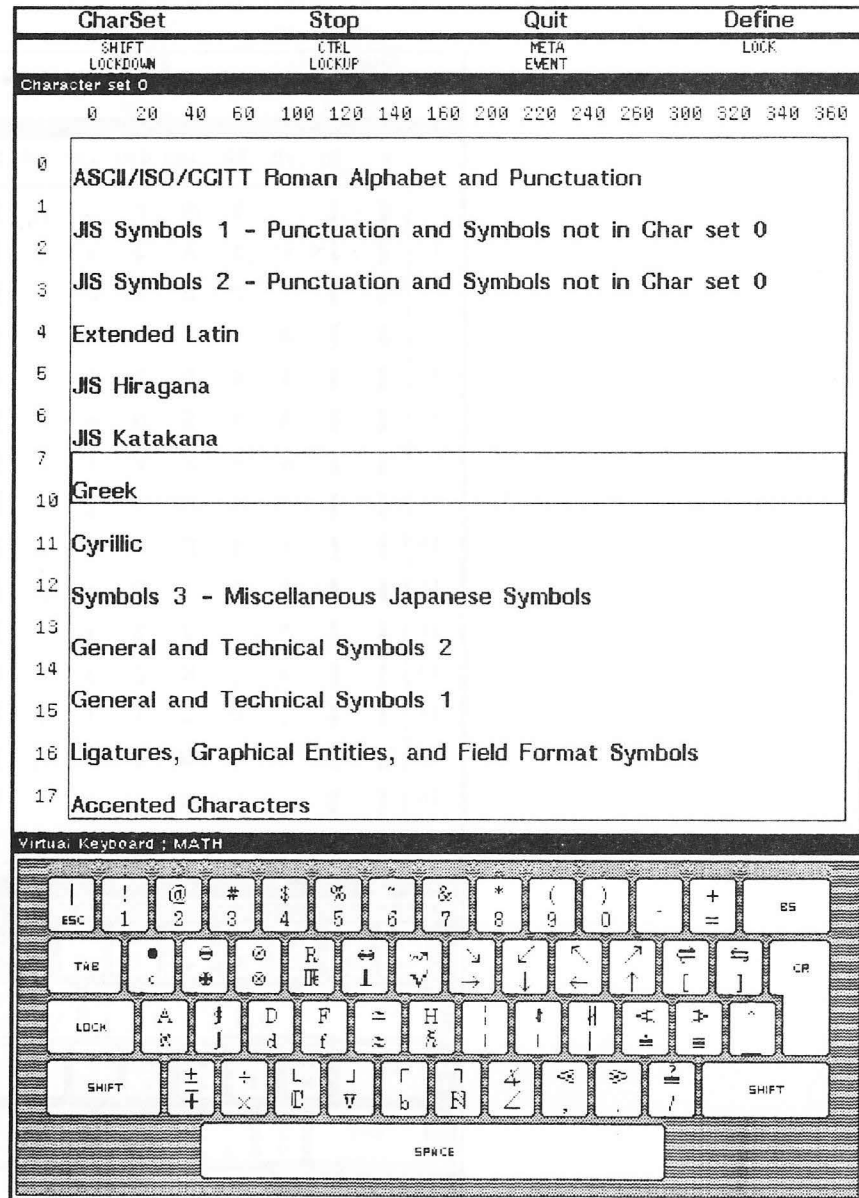 CharSet Stop Quit Define
SHIFT CTRL META LOCK
LOCKDOWN LOCKUP EVENT
Character set 0
0 20 40 60 100 120 140 160 200 220 240 260 300 320 340 360
0
ASCII/ISO/CCITT Roman Alphabet and Punctuation
1
JIS Symbols 1 - Punctuation and Symbols not in Char set 0
2
JIS Symbols 2 - Punctuation and Symbols not in Char set 0
3
4 Extended Latin
5
JIS Hiragana
6
JIS Katakana
7
Greek
10
11 Cyrillic
12
Symbols 3 - Miscellaneous Japanese Symbols
13
General and Technical Symbols 2
14
General and Technical Symbols 1
15
16 Ligatures, Graphical Entities, and Field Format Symbols
17
Accented Characters
Virtual Keyboard ; MATH
| ! @ # $ % ~ & * ( ) +
ESC 1 2 3 4 5 6 7 8 9 0 - = BS
TAB R ⇔ ↘ ↙ ↖ ↗ ⇌ ⇆ CR
→ ↓ ← ↑ [ ]
LOCK A D F H
d f
SHIFT ± ÷ ∡ SHIFT
∓ × ℂ b ∠ , . /
SPACE